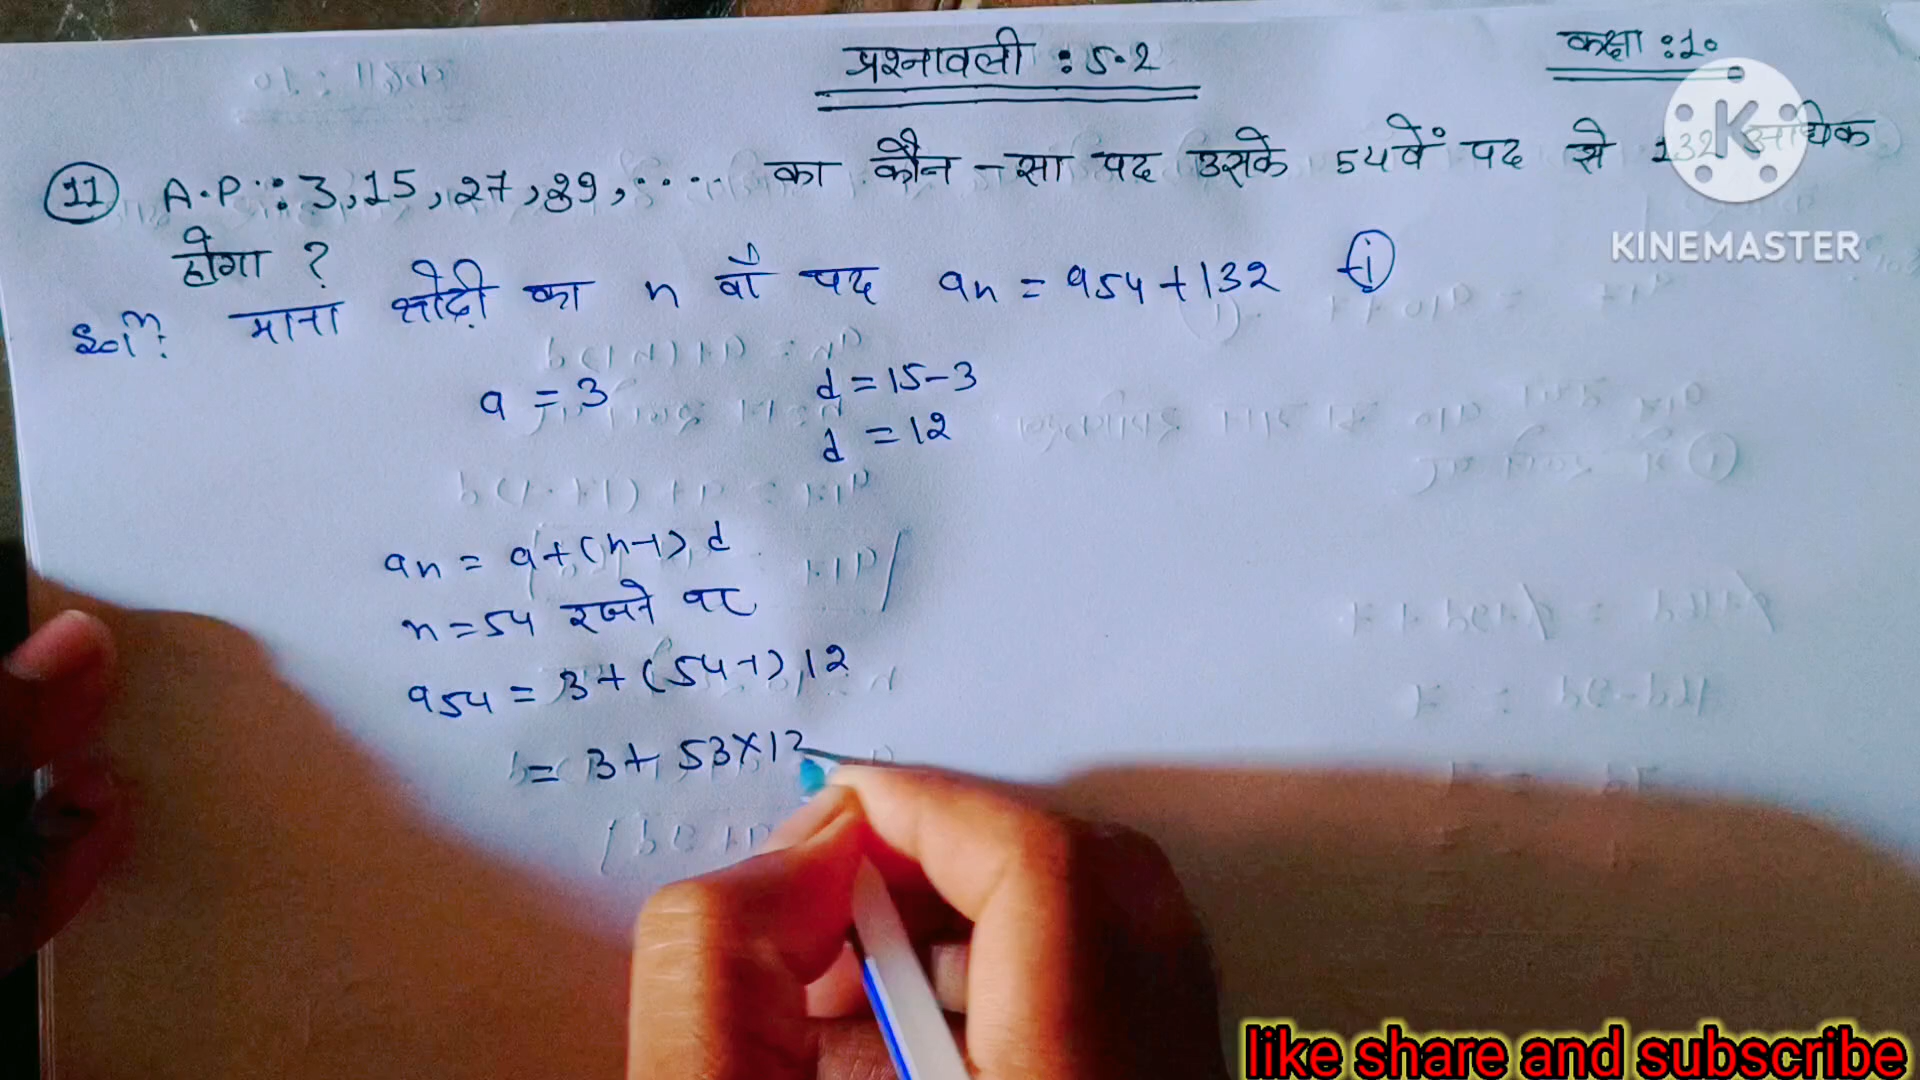 प्रश्नावली : 5.2
कक्षा : 10
11 A.P : 3, 15, 27, 39, .... का कौन-सा पद उसके 54वें पद से 132 अधिक
होगा ?
KINEMASTER
Solⁿ: माना श्रेढ़ी का n वाँ पद an = a54 + 132 -(i)
a = 3 d = 15-3
d = 12
an = a + (n-1) d
n = 54 रखने पर
a54 = 3 + (54-1) 12
= 3 + 53×12
like share and subscribe